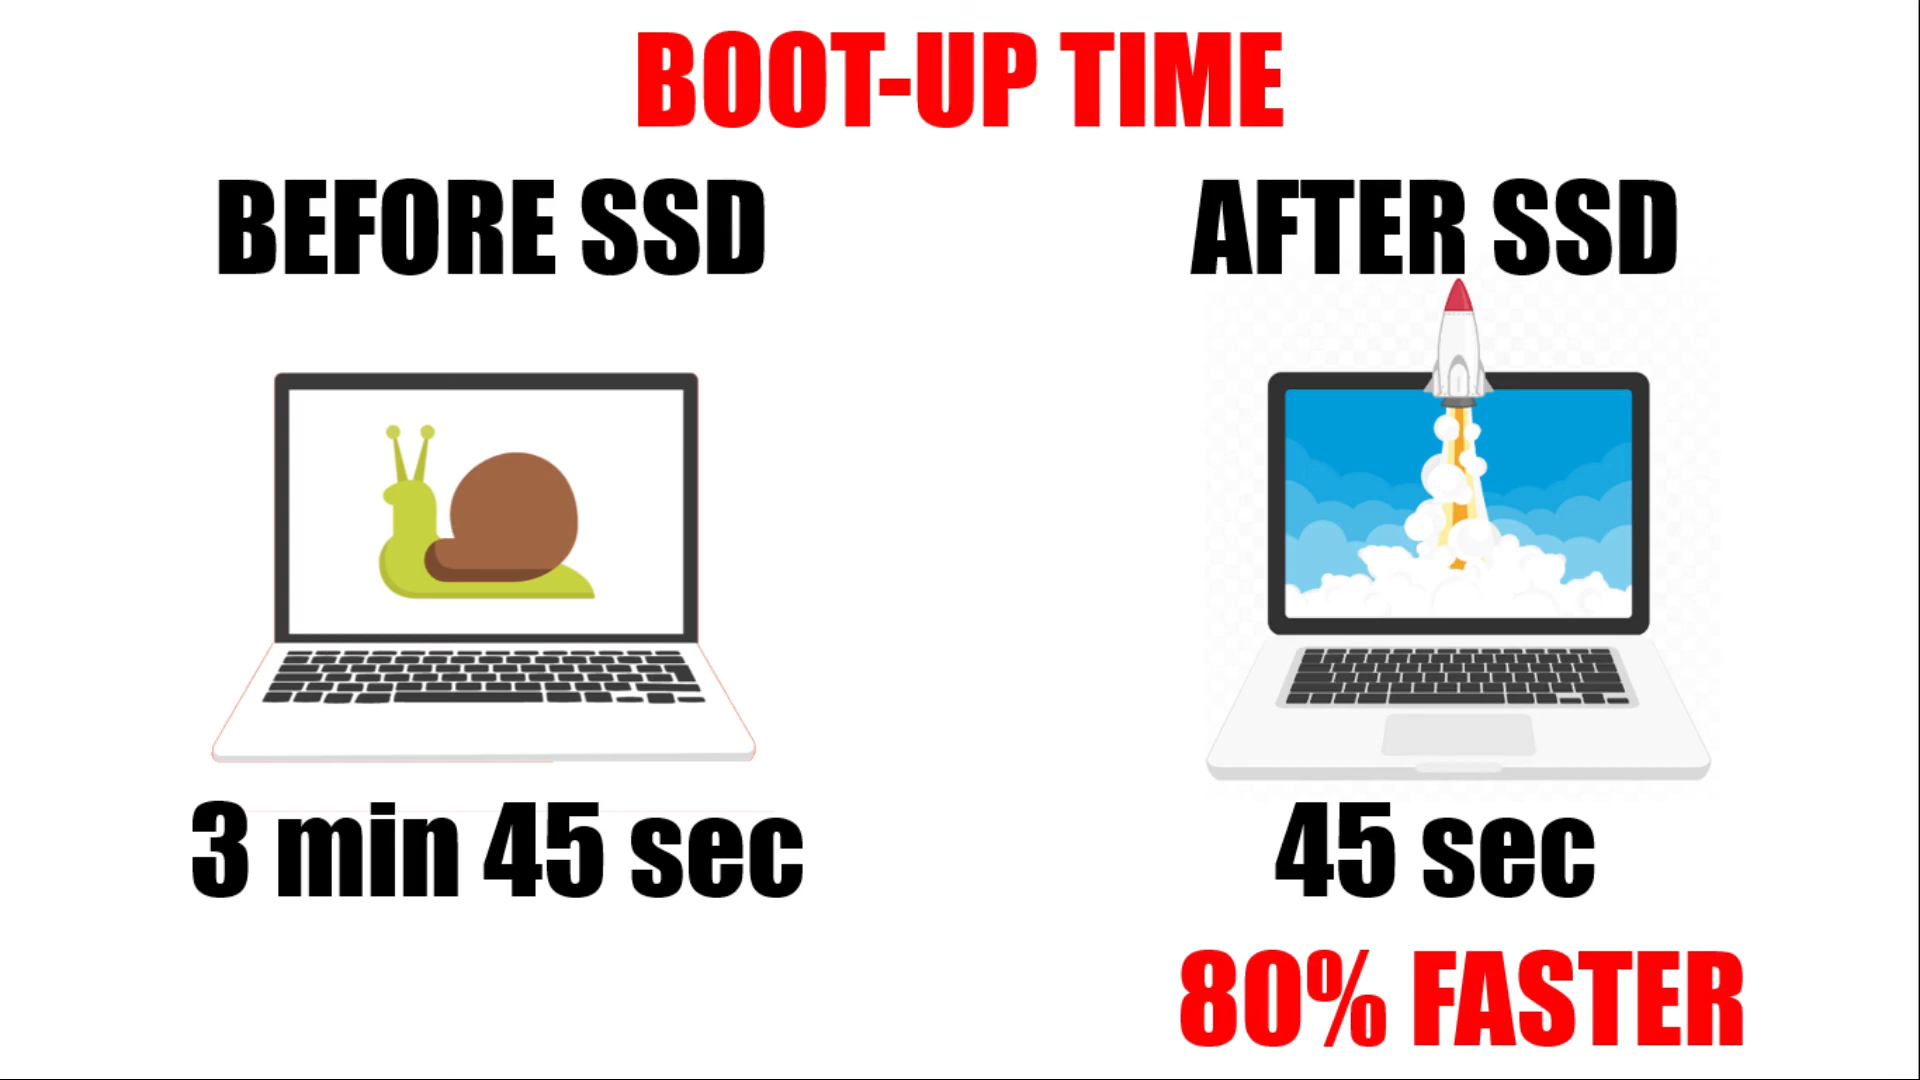 BOOT-UP TIME
BEFORE SSD
AFTER SSD
3 min 45 sec
45 sec
80% FASTER